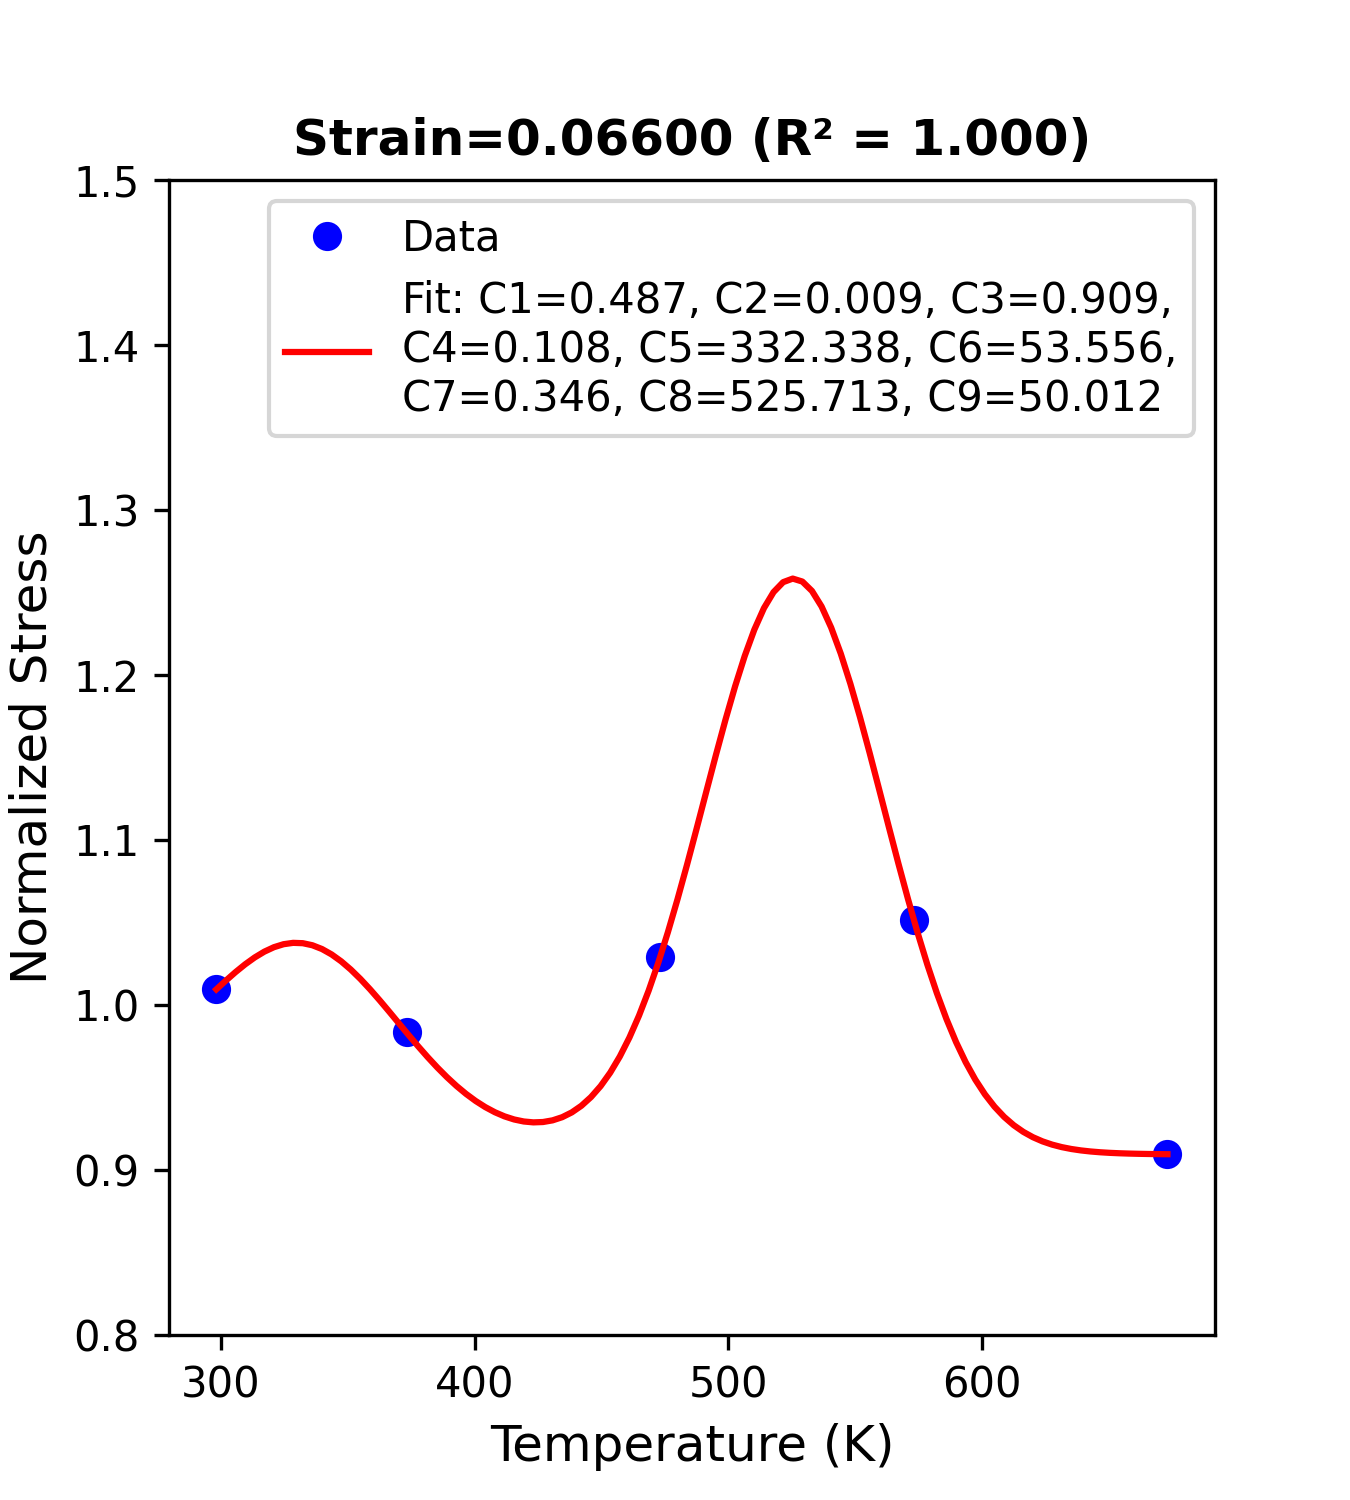 Strain=0.06600 (R² = 1.000)
1.5
1.4
1.3
1.2
1.1
1.0
0.9
0.8
Normalized Stress
Data
Fit: C1=0.487, C2=0.009, C3=0.909,
C4=0.108, C5=332.338, C6=53.556,
C7=0.346, C8=525.713, C9=50.012
300 400 500 600
Temperature (K)